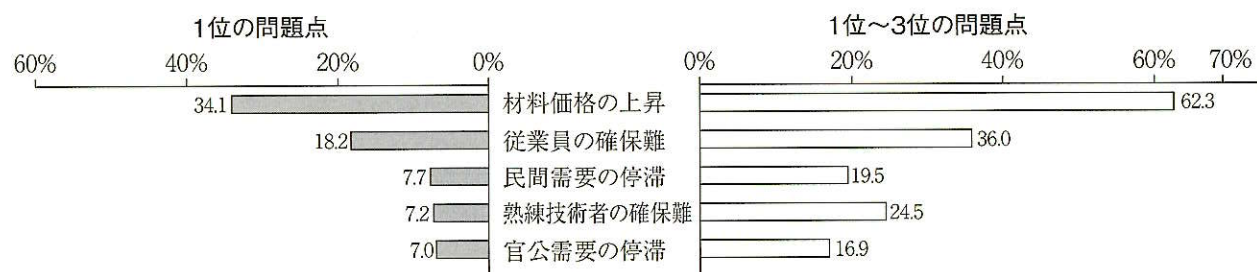 1位の問題点
1位～3位の問題点
60% 40% 20% 0%
0% 20% 40% 60% 70%
34.1 材料価格の上昇 62.3
18.2 従業員の確保難 36.0
7.7 民間需要の停滞 19.5
7.2 熟練技術者の確保難 24.5
7.0 官公需要の停滞 16.9